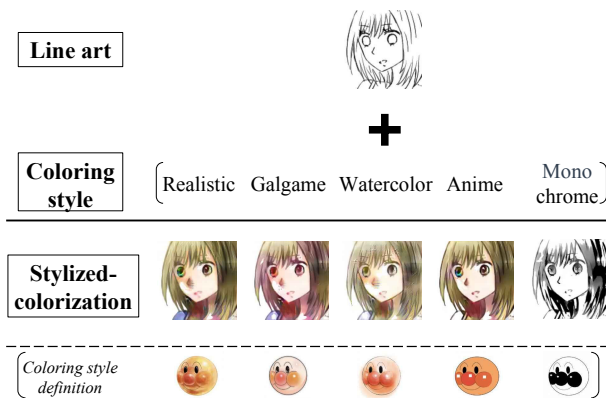 Line art
Coloring
style
Realistic Galgame Watercolor Anime Mono
chrome
Stylized-
colorization
Coloring style
definition